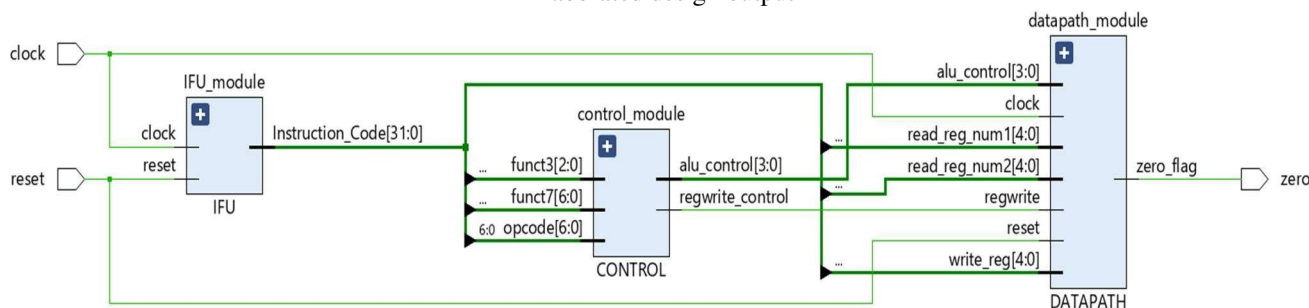 datapath_module
clock
IFU_module
alu_control[3:0]
clock
control_module
clock
Instruction_Code[31:0]
read_reg_num1[4:0]
...
reset
reset
funct3[2:0]
...
alu_control[3:0]
read_reg_num2[4:0]
...
zero_flag
zero
IFU
funct7[6:0]
...
regwrite_control
regwrite
6:0 opcode[6:0]
reset
CONTROL
write_reg[4:0]
...
DATAPATH